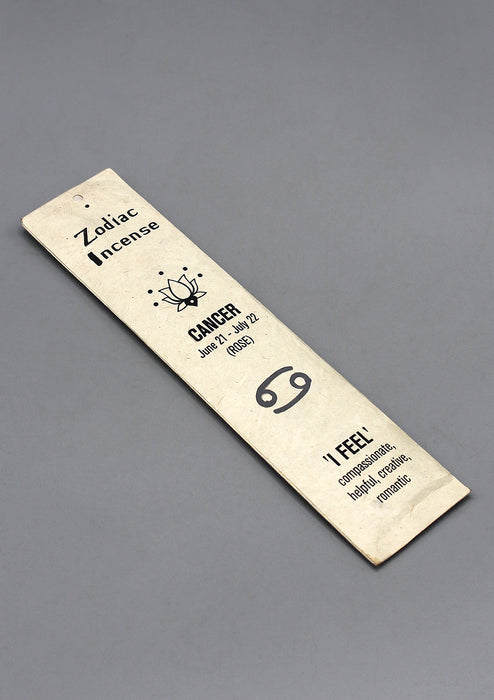 Zodiac
Incense
CANCER
June 21 - July 22
(ROSE)
'I FEEL'
compassionate,
helpful, creative,
romantic